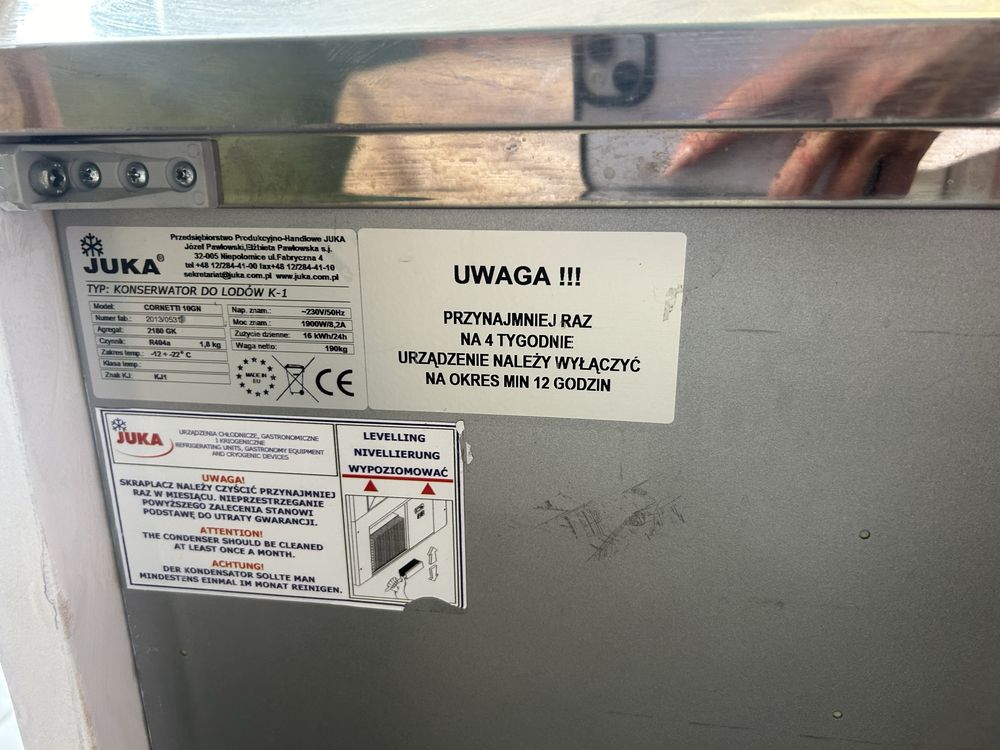 JUKA®
Przedsiębiorstwo Produkcyjno-Handlowe JUKA
Józef Pawłowski,Elżbieta Pawłowska s.j.
32-005 Niepołomice ul.Fabryczna 4
tel +48 12/284-41-00 fax+48 12/284-41-10
sekretariat@juka.com.pl www.juka.com.pl
TYP: KONSERWATOR DO LODÓW K-1
Model: CORNETTI 10GN
Numer fab.: 2013/0531
Agregat: 2180 GK
Czynnik: R404a 1,8 kg
Zakres temp.: -12 ÷ -22° C
Klasa temp.:
Znak KJ: KJ1
Nap. znam.: ~230V/50Hz
Moc znam.: 1900W/8,2A
Zużycie dzienne: 16 kWh/24h
Waga netto: 190kg
MADE IN
EU
CE
UWAGA !!!
PRZYNAJMNIEJ RAZ
NA 4 TYGODNIE
URZĄDZENIE NALEŻY WYŁĄCZYĆ
NA OKRES MIN 12 GODZIN
JUKA
URZĄDZENIA CHŁODNICZE, GASTRONOMICZNE
I KRIOGENICZNE
REFRIGERATING UNITS, GASTRONOMY EQUIPMENT
AND CRYOGENIC DEVICES
UWAGA!
SKRAPLACZ NALEŻY CZYŚCIĆ PRZYNAJMNIEJ
RAZ W MIESIĄCU. NIEPRZESTRZEGANIE
POWYŻSZEGO ZALECENIA STANOWI
PODSTAWĘ DO UTRATY GWARANCJI.
ATTENTION!
THE CONDENSER SHOULD BE CLEANED
AT LEAST ONCE A MONTH.
ACHTUNG!
DER KONDENSATOR SOLLTE MAN
MINDESTENS EINMAL IM MONAT REINIGEN.
LEVELLING
NIVELLIERUNG
WYPOZIOMOWAĆ